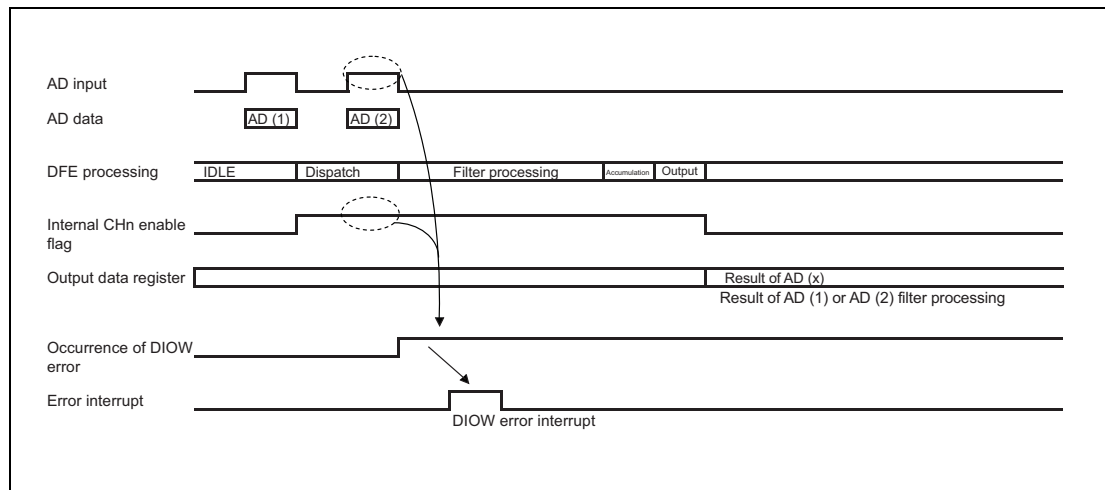 AD input
AD data
AD (1)
AD (2)
DFE processing
IDLE
Dispatch
Filter processing
Accumulation
Output
Internal CHn enable
flag
Output data register
Result of AD (x)
Result of AD (1) or AD (2) filter processing
Occurrence of DIOW
error
Error interrupt
DIOW error interrupt